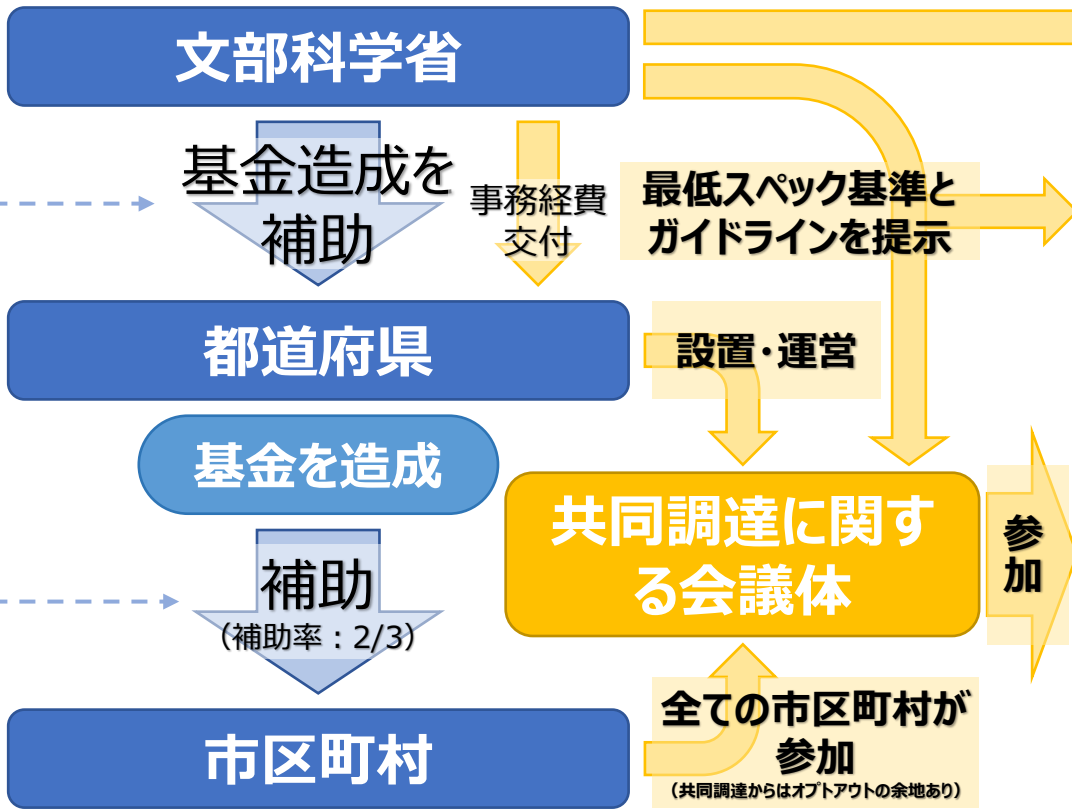 文部科学省
基金造成を
補助
事務経費
交付
最低スペック基準と
ガイドラインを提示
都道府県
設置・運営
基金を造成
共同調達に関す
る会議体
参
加
補助
（補助率：2/3）
市区町村
全ての市区町村が
参加
（共同調達からはオプトアウトの余地あり）